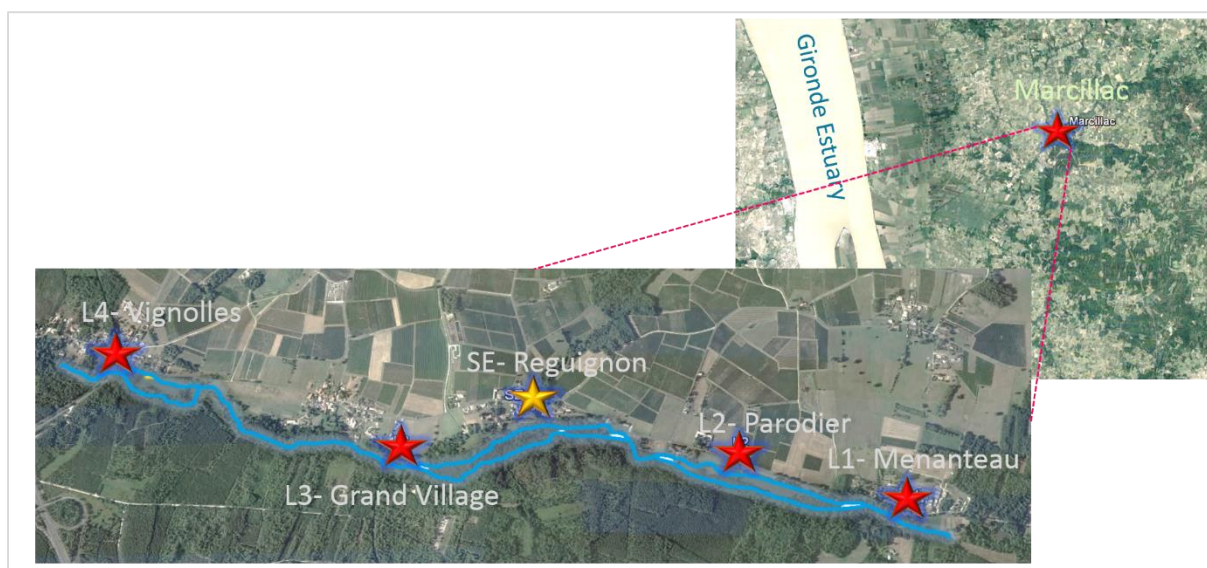 Gironde Estuary
Marcillac
Marcillac
L4- Vignolles
SE- Reguignon
L2- Parodier
L1- Menanteau
L3- Grand Village